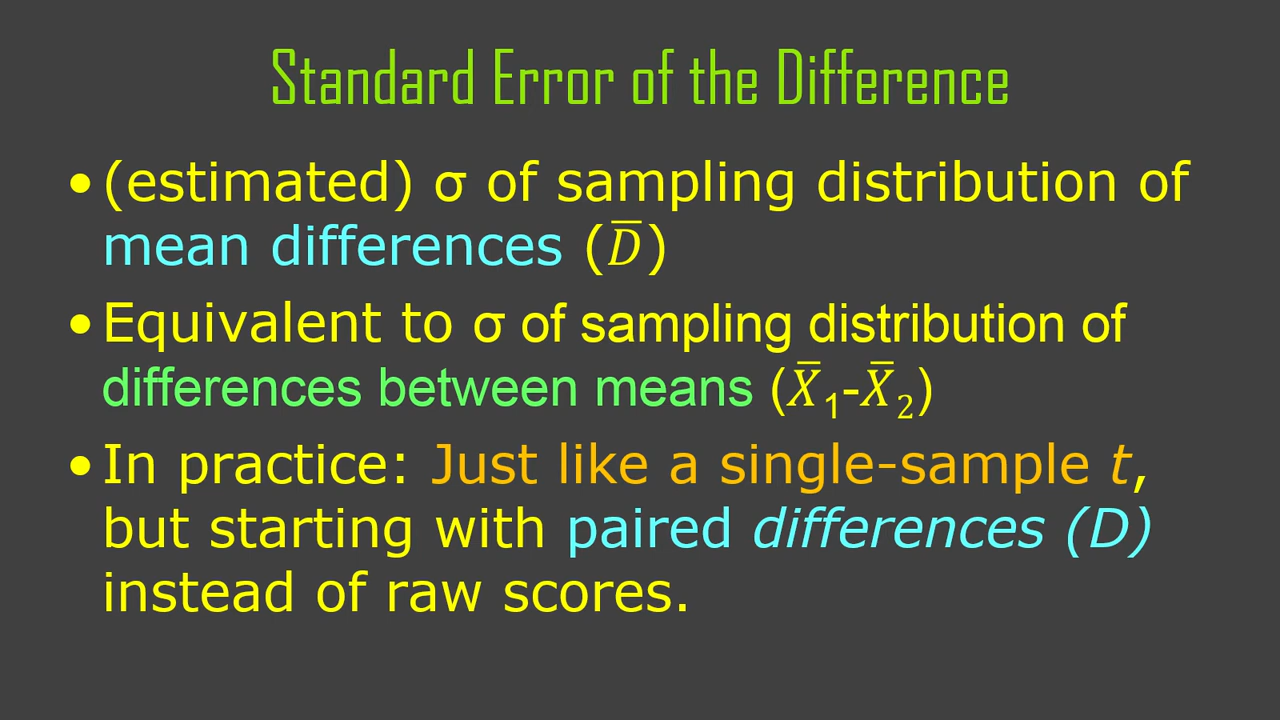 Standard Error of the Difference
•(estimated) σ of sampling distribution of
mean differences (D̅)
•Equivalent to σ of sampling distribution of
differences between means (X̅₁-X̅₂)
•In practice: Just like a single-sample t,
but starting with paired differences (D)
instead of raw scores.